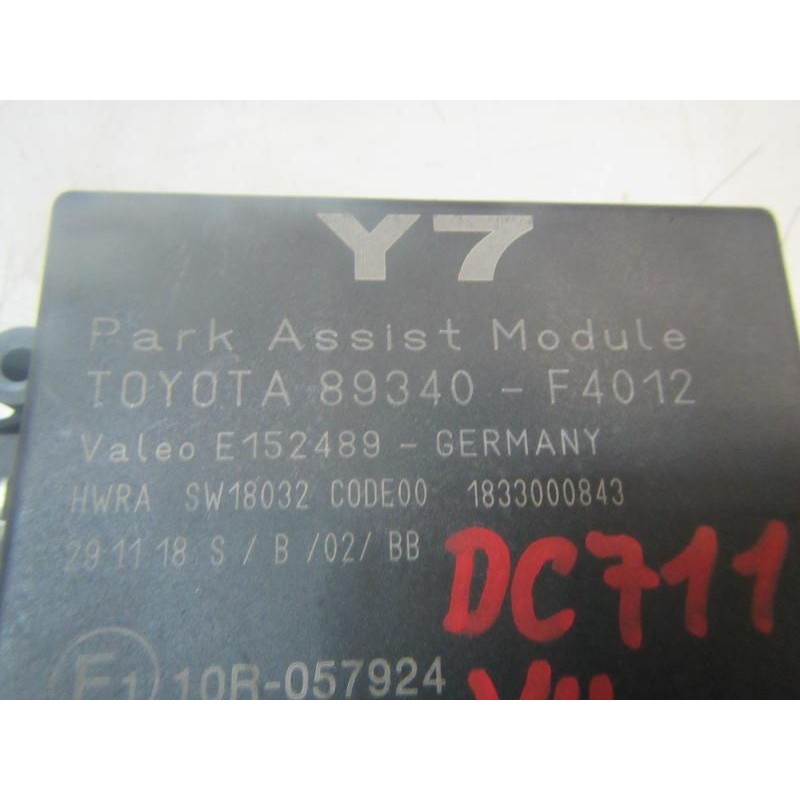 Y7
Park Assist Module
TOYOTA 89340 - F4012
Valeo E152489 - GERMANY
HWRA SW18032 CODE00 1833000843
29 11 18 S / B /02/ BB
DC711
E1 10R-057924